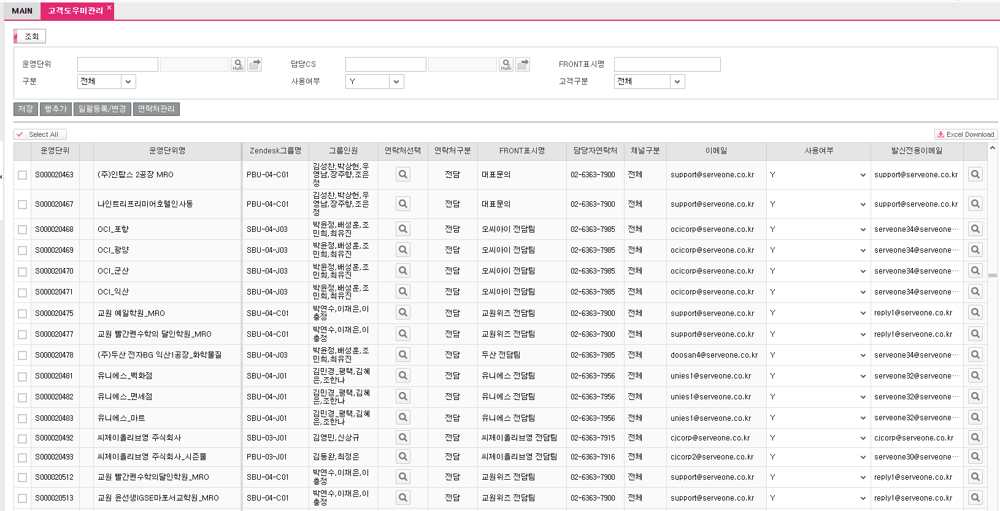 MAIN 고객도우미관리 ×
조회
운영단위 Multi 담당CS Multi FRONT표시명
구분 전체 사용여부 Y 고객구분 전체
저장 행추가 일괄등록/변경 연락처관리
Select All Excel Download
운영단위 운영단위명 Zendesk그룹명 그룹인원 연락처선택 연락처구분 FRONT표시명 담당자연락처 채널구분 이메일 사용여부 발신전용이메일
S000020463 (주)인탑스 2공장 MRO PBU-04-C01 김성찬,박상헌,우영남,장주향,조은정 전담 대표문의 02-6363-7900 전체 support@serveone.co.kr Y support@serveone.co.kr
S000020467 나인트리프리미어호텔인사동 PBU-04-C01 김성찬,박상헌,우영남,장주향,조은정 전담 대표문의 02-6363-7900 전체 support@serveone.co.kr Y support@serveone.co.kr
S000020468 OCI_포항 SBU-04-J03 박윤정,배성훈,조민희,최유진 전담 오씨아이 전담팀 02-6363-7985 전체 ocicorp@serveone.co.kr Y serveone34@serveone···
S000020469 OCI_광양 SBU-04-J03 박윤정,배성훈,조민희,최유진 전담 오씨아이 전담팀 02-6363-7985 전체 ocicorp@serveone.co.kr Y serveone34@serveone···
S000020470 OCI_군산 SBU-04-J03 박윤정,배성훈,조민희,최유진 전담 오씨아이 전담팀 02-6363-7985 전체 ocicorp@serveone.co.kr Y serveone34@serveone···
S000020471 OCI_익산 SBU-04-J03 박윤정,배성훈,조민희,최유진 전담 오씨아이 전담팀 02-6363-7985 전체 ocicorp@serveone.co.kr Y serveone34@serveone···
S000020475 교원 예일학원_MRO SBU-04-C01 박연수,이재은,이충정 전담 교원위즈 전담팀 02-6363-7900 전체 support@serveone.co.kr Y reply1@serveone.co.kr
S000020477 교원 빨간펜수학의 달인학원_MRO SBU-04-C01 박연수,이재은,이충정 전담 교원위즈 전담팀 02-6363-7900 전체 support@serveone.co.kr Y reply1@serveone.co.kr
S000020478 (주)두산 전자BG 익산1공장_화학물질 SBU-04-J03 박윤정,배성훈,조민희,최유진 전담 두산 전담팀 02-6363-7985 전체 doosan4@serveone.co.kr Y serveone34@serveone···
S000020481 유니에스_백화점 SBU-04-J01 김민경_평택,김혜은,조한나 전담 유니에스 전담팀 02-6363-7956 전체 unies1@serveone.co.kr Y serveone32@serveone···
S000020482 유니에스_면세점 SBU-04-J01 김민경_평택,김혜은,조한나 전담 유니에스 전담팀 02-6363-7956 전체 unies1@serveone.co.kr Y serveone32@serveone···
S000020483 유니에스_마트 SBU-04-J01 김민경_평택,김혜은,조한나 전담 유니에스 전담팀 02-6363-7956 전체 unies1@serveone.co.kr Y serveone32@serveone···
S000020492 씨제이올리브영 주식회사 SBU-03-J01 김영민,신상규 전담 씨제이올리브영 전담팀 02-6363-7915 전체 cjcorp@serveone.co.kr Y cjcorp@serveone.co.kr
S000020493 씨제이올리브영 주식회사_시즌물 PBU-03-J01 김동완,최정은 전담 씨제이올리브영 전담팀 02-6363-7916 전체 cjcorp2@serveone.co.kr Y serveone30@serveone···
S000020512 교원 빨간펜수학의달인학원_MRO SBU-04-C01 박연수,이재은,이충정 전담 교원위즈 전담팀 02-6363-7900 전체 support@serveone.co.kr Y reply1@serveone.co.kr
S000020513 교원 윤선생IGSE마포서교학원_MRO SBU-04-C01 박연수,이재은,이충정 전담 교원위즈 전담팀 02-6363-7900 전체 support@serveone.co.kr Y reply1@serveone.co.kr